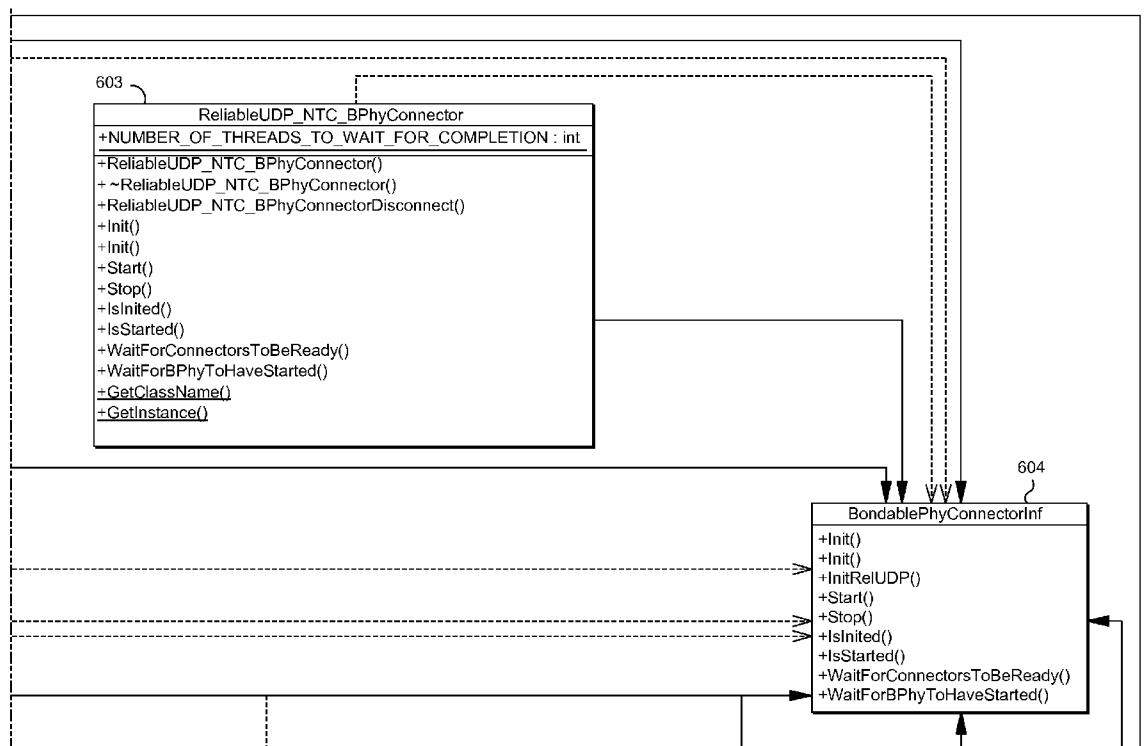 603
ReliableUDP_NTC_BPhyConnector
+NUMBER_OF_THREADS_TO_WAIT_FOR_COMPLETION : int
+ReliableUDP_NTC_BPhyConnector()
+ ~ReliableUDP_NTC_BPhyConnector()
+ReliableUDP_NTC_BPhyConnectorDisconnect()
+Init()
+Init()
+Start()
+Stop()
+IsInited()
+IsStarted()
+WaitForConnectorsToBeReady()
+WaitForBPhyToHaveStarted()
+GetClassName()
+GetInstance()
604
BondablePhyConnectorInf
+Init()
+Init()
+InitRelUDP()
+Start()
+Stop()
+IsInited()
+IsStarted()
+WaitForConnectorsToBeReady()
+WaitForBPhyToHaveStarted()